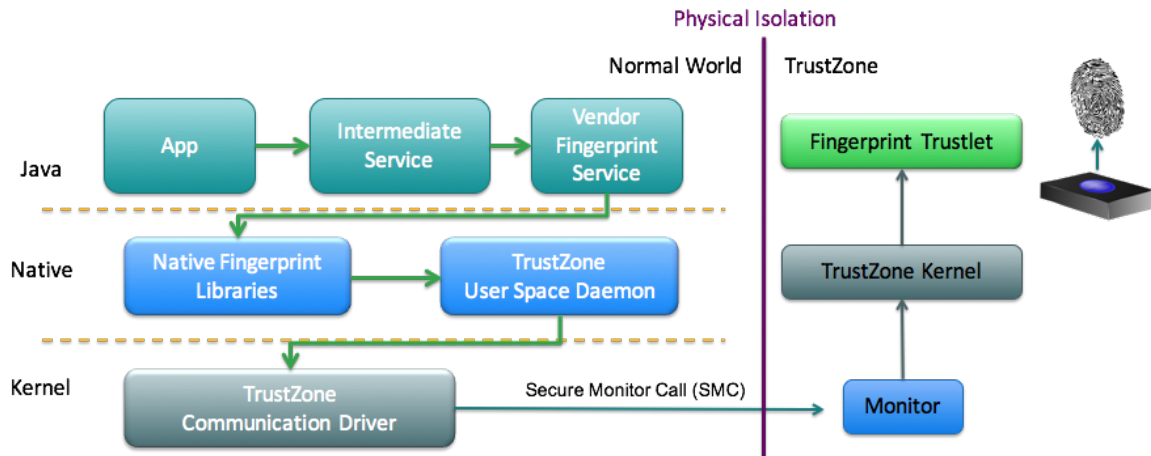 Physical Isolation
Normal World
TrustZone
Java
App
Intermediate
Service
Vendor
Fingerprint
Service
Fingerprint Trustlet
Native
Native Fingerprint
Libraries
TrustZone
User Space Daemon
TrustZone Kernel
Kernel
TrustZone
Communication Driver
Secure Monitor Call (SMC)
Monitor